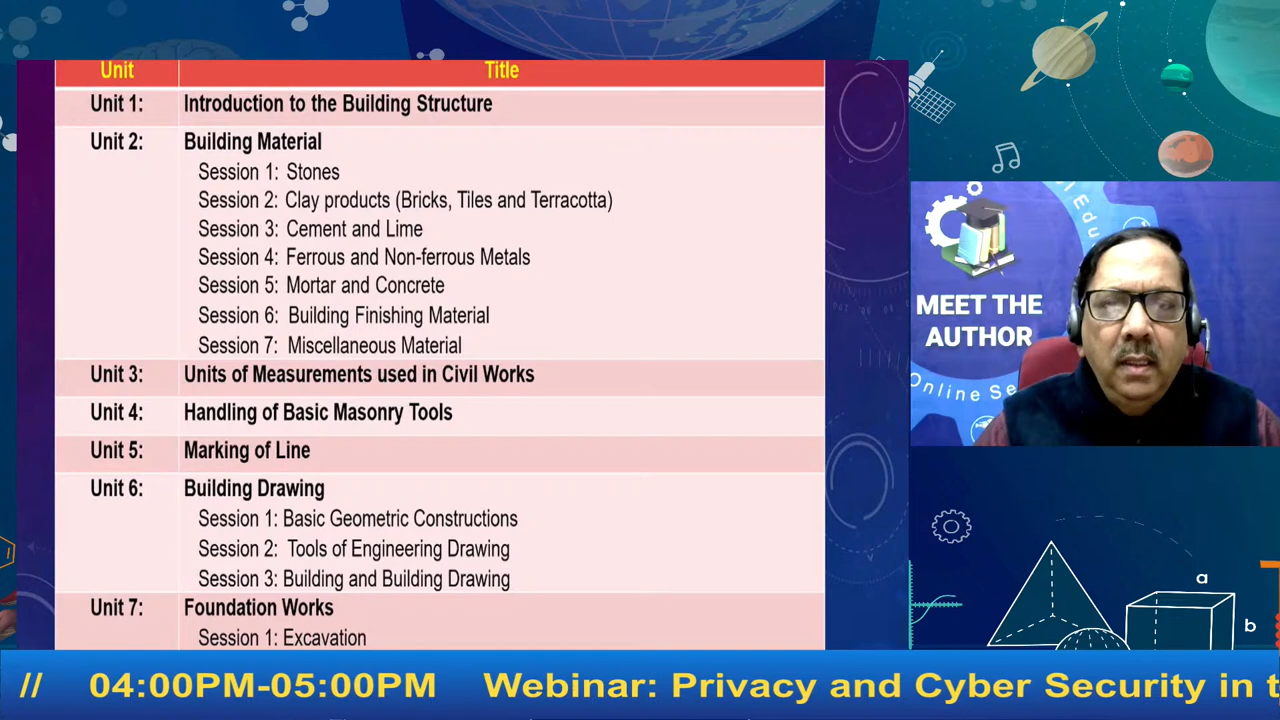 Unit Title
Unit 1: Introduction to the Building Structure
Unit 2: Building Material
Session 1: Stones
Session 2: Clay products (Bricks, Tiles and Terracotta)
Session 3: Cement and Lime
Session 4: Ferrous and Non-ferrous Metals
Session 5: Mortar and Concrete
Session 6: Building Finishing Material
Session 7: Miscellaneous Material
Unit 3: Units of Measurements used in Civil Works
Unit 4: Handling of Basic Masonry Tools
Unit 5: Marking of Line
Unit 6: Building Drawing
Session 1: Basic Geometric Constructions
Session 2: Tools of Engineering Drawing
Session 3: Building and Building Drawing
Unit 7: Foundation Works
Session 1: Excavation
MEET THE
AUTHOR
l Edu
Online Se
a
b
// 04:00PM-05:00PM Webinar: Privacy and Cyber Security in t